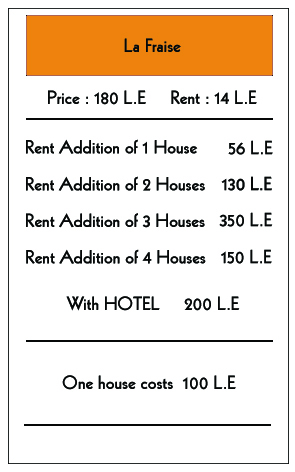 La Fraise
Price : 180 L.E Rent : 14 L.E
Rent Addition of 1 House 56 L.E
Rent Addition of 2 Houses 130 L.E
Rent Addition of 3 Houses 350 L.E
Rent Addition of 4 Houses 150 L.E
With HOTEL 200 L.E
One house costs 100 L.E